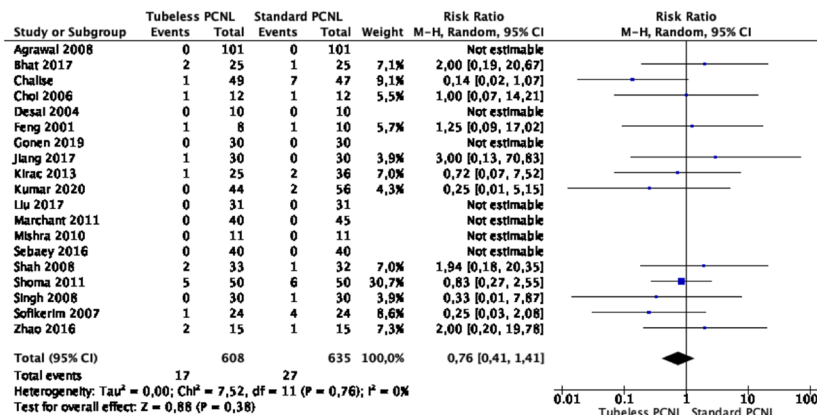 Tubeless PCNL Standard PCNL Risk Ratio Risk Ratio
Study or Subgroup Events Total Events Total Weight M-H, Random, 95% CI M-H, Random, 95% CI
Agrawal 2008 0 101 0 101 Not estimable
Bhat 2017 2 25 1 25 7,1% 2,00 [0,19, 20,67]
Chalise 1 49 7 47 8,9% 0,14 [0,02, 1,07]
Choi 2006 1 12 1 12 5,5% 1,00 [0,07, 14,21]
Desai 2004 0 10 0 10 Not estimable
Feng 2001 1 8 1 10 5,7% 1,25 [0,09, 17,02]
Gonen 2019 0 30 0 30 Not estimable
Jiang 2017 1 30 0 30 3,9% 3,00 [0,13, 70,83]
Kirac 2013 1 25 2 36 7,0% 0,72 [0,07, 7,52]
Kumar 2020 0 44 2 56 4,3% 0,25 [0,01, 5,15]
Liu 2017 0 31 0 31 Not estimable
Marchant 2011 0 40 0 45 Not estimable
Mishra 2010 0 11 0 11 Not estimable
Sebaey 2016 0 40 0 40 Not estimable
Shah 2008 2 33 1 32 7,0% 1,94 [0,18, 20,35]
Shoma 2011 5 50 6 50 30,7% 0,83 [0,27, 2,55]
Singh 2008 0 30 1 30 3,9% 0,33 [0,01, 7,87]
Sofikerim 2007 1 24 4 24 8,6% 0,25 [0,03, 2,08]
Zhao 2016 2 15 1 15 7,3% 2,00 [0,20, 19,78]
Total (95% CI) 608 635 100,0% 0,76 [0,41, 1,41]
Total events 17 27
Heterogeneity: Tau² = 0,00; Chi² = 7,52, df = 11 (P = 0,76); I² = 0%
Test for overall effect: Z = 0,88 (P = 0,38)
0.01 0,1 1 10 100
Tubeless PCNL Standard PCNL